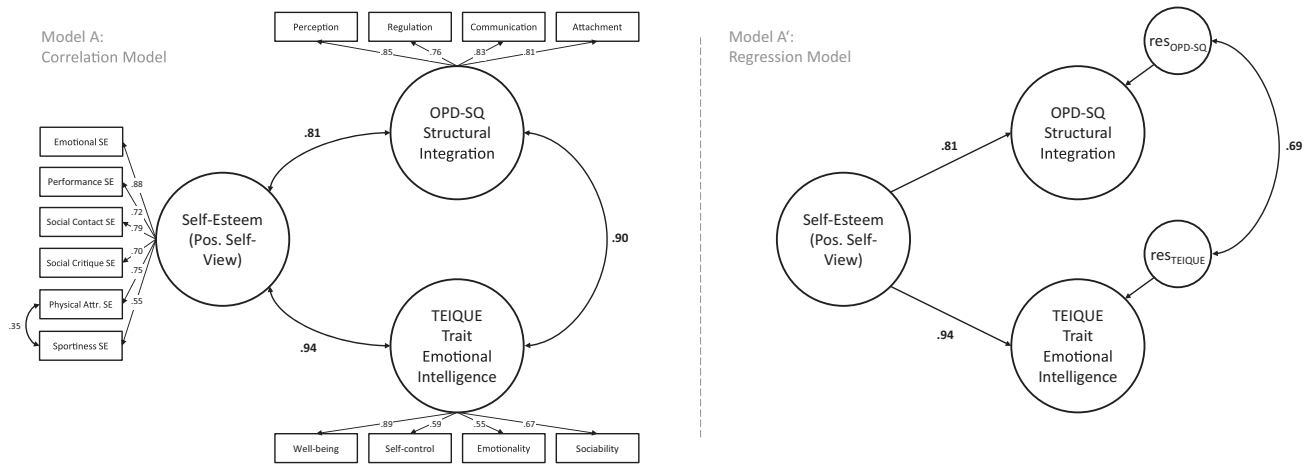 Model A:
Correlation Model
Perception
Regulation
Communication
Attachment
.85
.76
.83
.81
OPD-SQ
Structural
Integration
.81
Emotional SE
Performance SE
Social Contact SE
Social Critique SE
Physical Attr. SE
Sportiness SE
.88
.72
.79
.70
.75
.55
.35
Self-Esteem
(Pos. Self-
View)
.90
.94
TEIQUE
Trait
Emotional
Intelligence
.89
.59
.55
.67
Well-being
Self-control
Emotionality
Sociability
Model A‘:
Regression Model
resOPD-SQ
OPD-SQ
Structural
Integration
.81
.69
Self-Esteem
(Pos. Self-
View)
resTEIQUE
.94
TEIQUE
Trait
Emotional
Intelligence